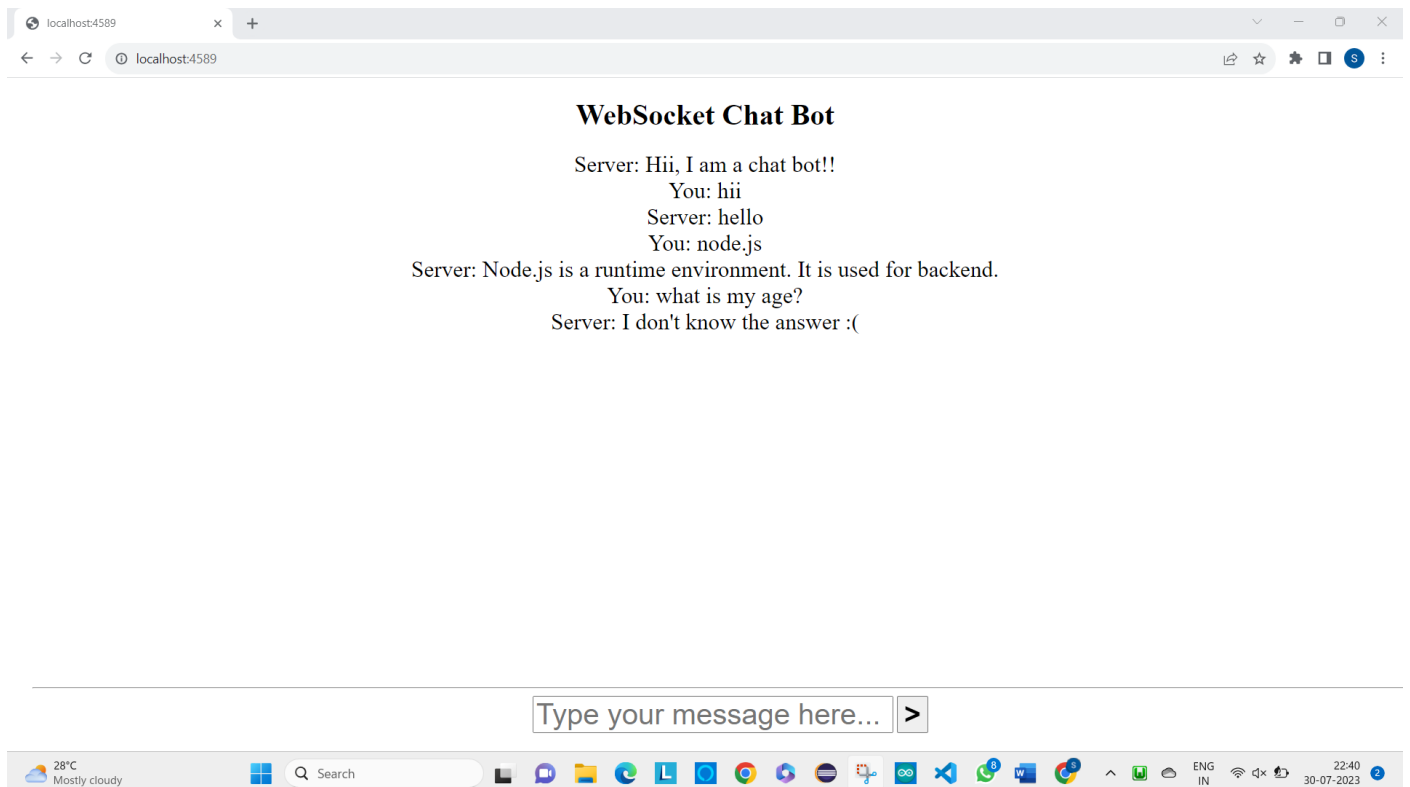 localhost:4589
localhost:4589
S
WebSocket Chat Bot
Server: Hii, I am a chat bot!!
You: hii
Server: hello
You: node.js
Server: Node.js is a runtime environment. It is used for backend.
You: what is my age?
Server: I don't know the answer :(
Type your message here... >
28°C
Mostly cloudy
Search
L
8
W
S
ENG
IN
22:40
30-07-2023
2